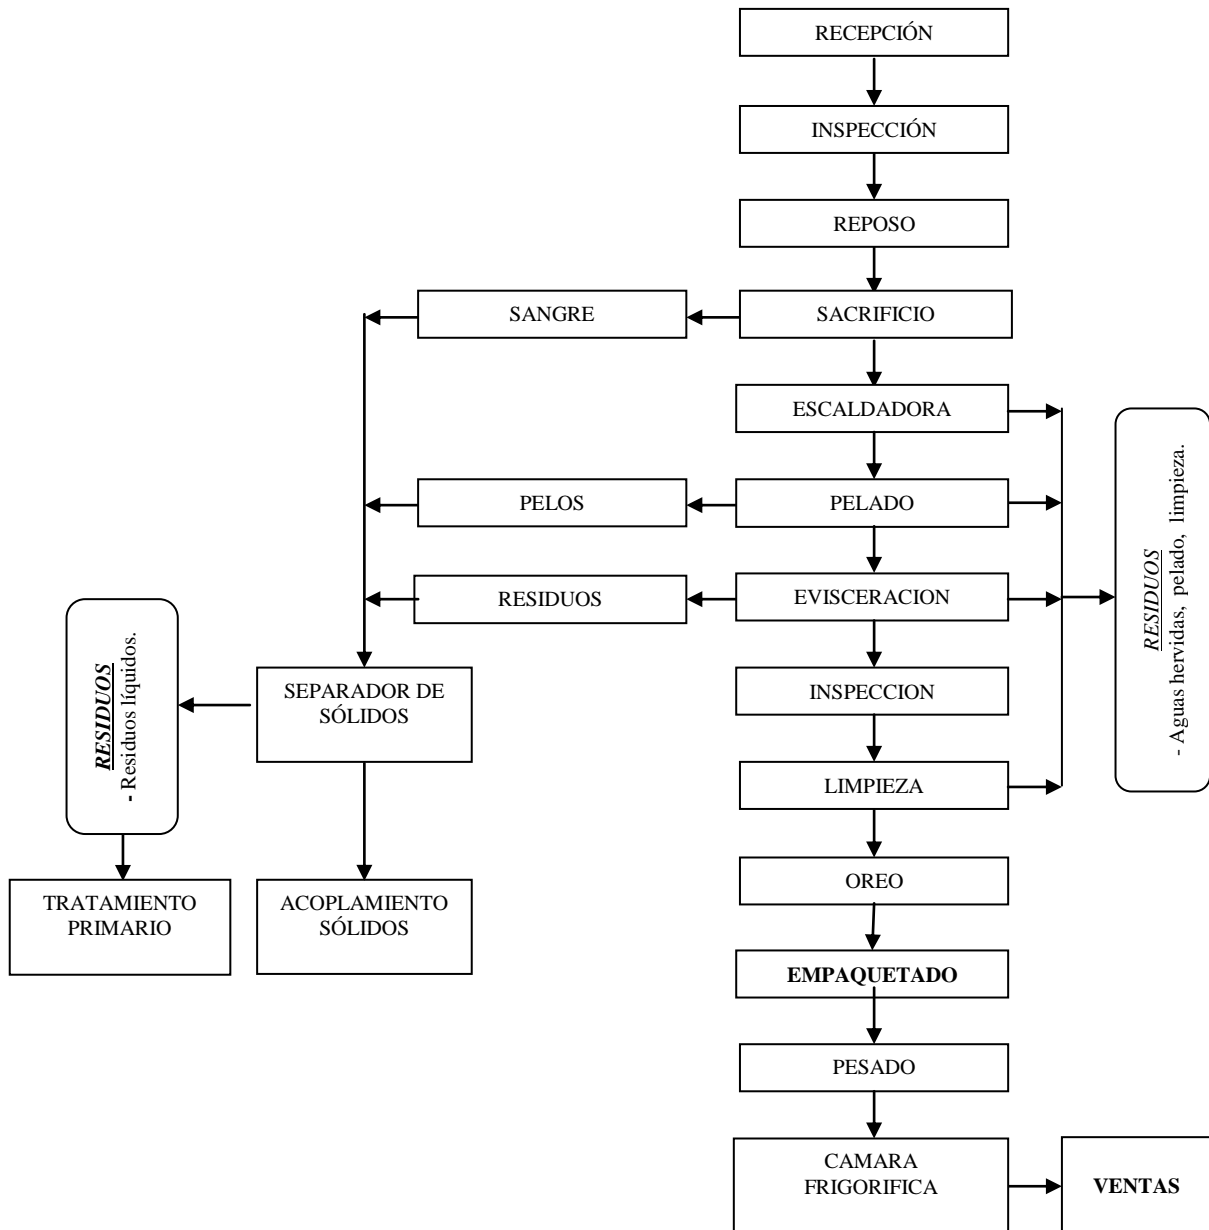 RECEPCIÓN
INSPECCIÓN
REPOSO
SANGRE
SACRIFICIO
ESCALDADORA
PELOS
PELADO
RESIDUOS
EVISCERACION
RESIDUOS
- Aguas hervidas, pelado, limpieza.
RESIDUOS
- Residuos líquidos.
SEPARADOR DE
SÓLIDOS
INSPECCION
LIMPIEZA
TRATAMIENTO
PRIMARIO
ACOPLAMIENTO
SÓLIDOS
OREO
EMPAQUETADO
PESADO
CAMARA
FRIGORIFICA
VENTAS